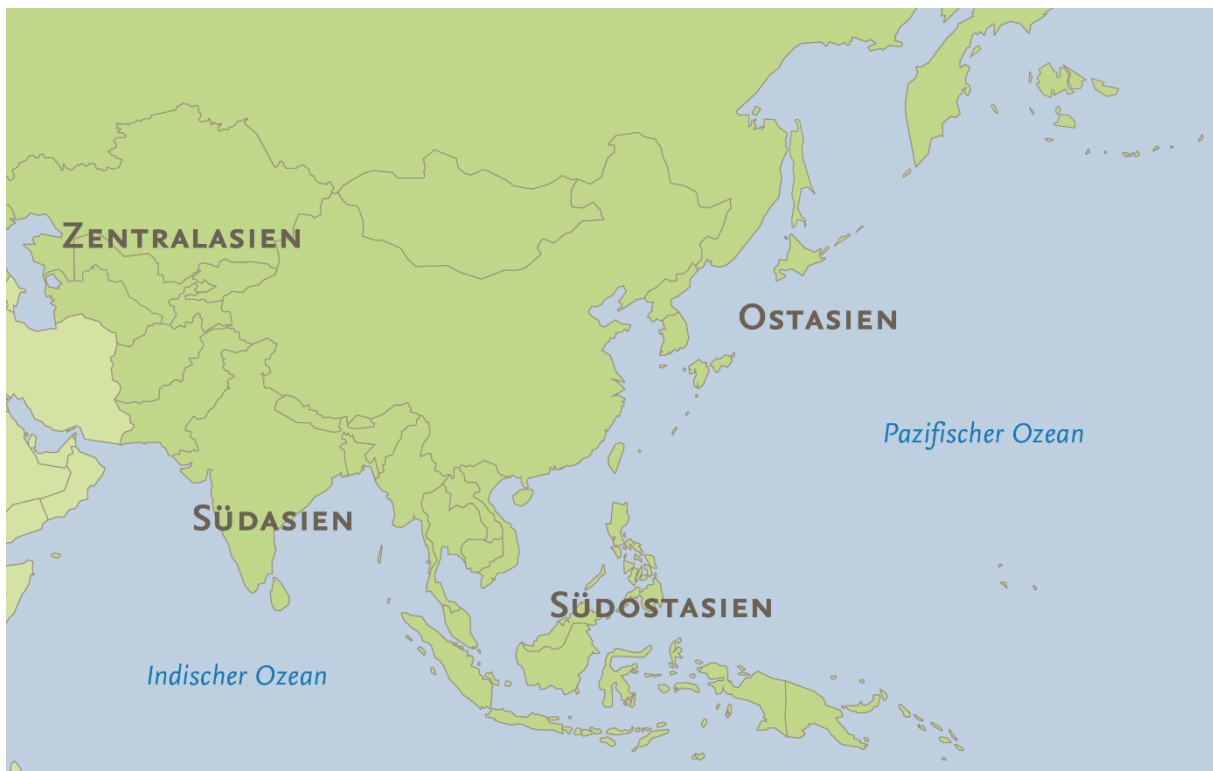 Zentralasien
Ostasien
Pazifischer Ozean
Südasien
Südostasien
Indischer Ozean